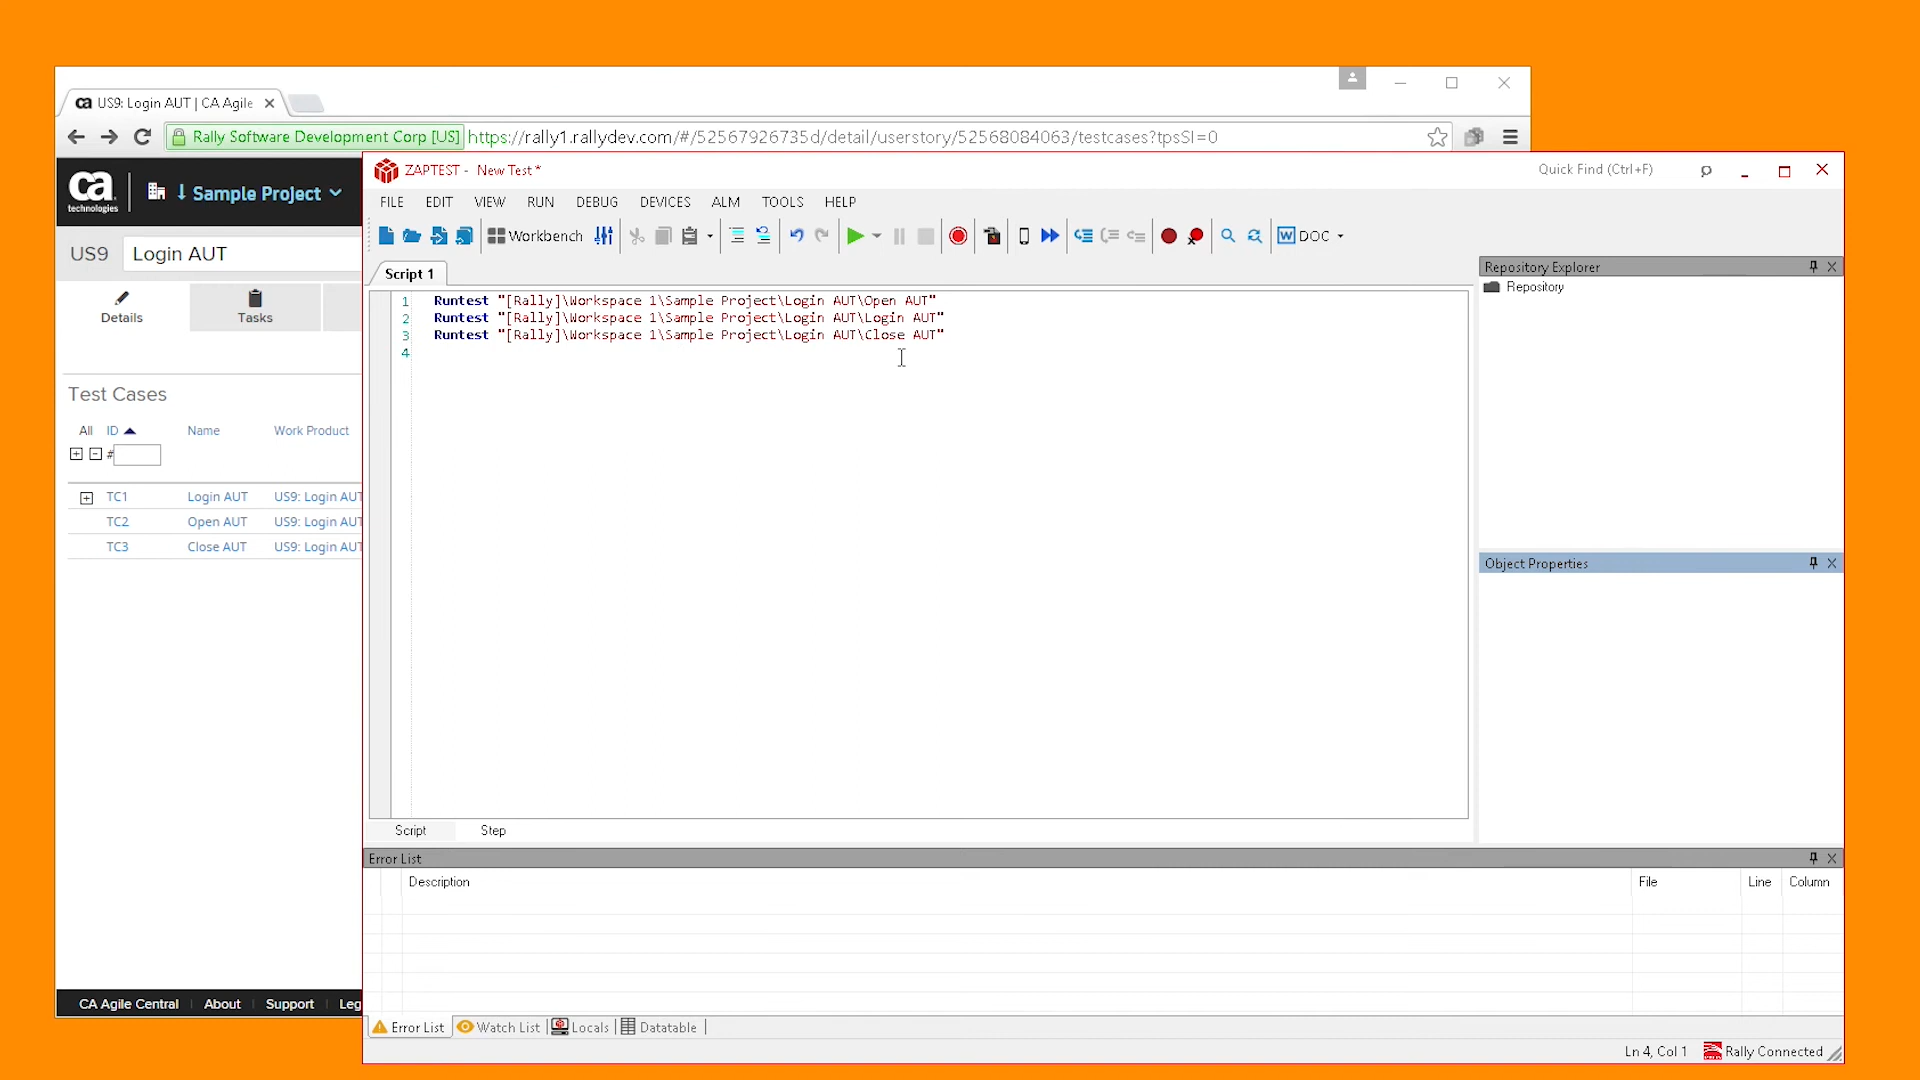 ca US9: Login AUT | CA Agile
Rally Software Development Corp [US] https://rally1.rallydev.com/#/52567926735d/detail/userstory/52568084063/testcases?tpsSI=0
ca technologies
Sample Project
US9 Login AUT
Details
Tasks
Test Cases
All ID Name Work Product
#
TC1 Login AUT US9: Login AUT
TC2 Open AUT US9: Login AUT
TC3 Close AUT US9: Login AUT
CA Agile Central About Support Leg
ZAPTEST - New Test *
Quick Find (Ctrl+F)
FILE EDIT VIEW RUN DEBUG DEVICES ALM TOOLS HELP
Workbench
W DOC
Script 1
1 Runtest "[Rally]\Workspace 1\Sample Project\Login AUT\Open AUT"
2 Runtest "[Rally]\Workspace 1\Sample Project\Login AUT\Login AUT"
3 Runtest "[Rally]\Workspace 1\Sample Project\Login AUT\Close AUT"
4
Script Step
Repository Explorer
Repository
Object Properties
Error List
Description File Line Column
Error List Watch List Locals Datatable
Ln 4, Col 1 Rally Connected